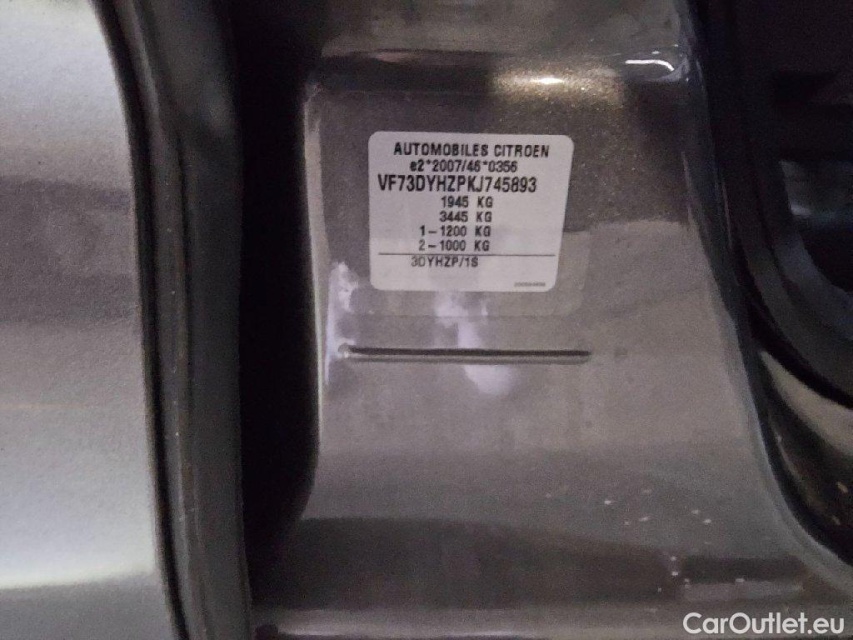 AUTOMOBILES CITROEN
e2*2007/46*0356
VF73DYHZPKJ745893
1945 KG
3445 KG
1-1200 KG
2-1000 KG
3DYHZP/1S
CarOutlet.eu